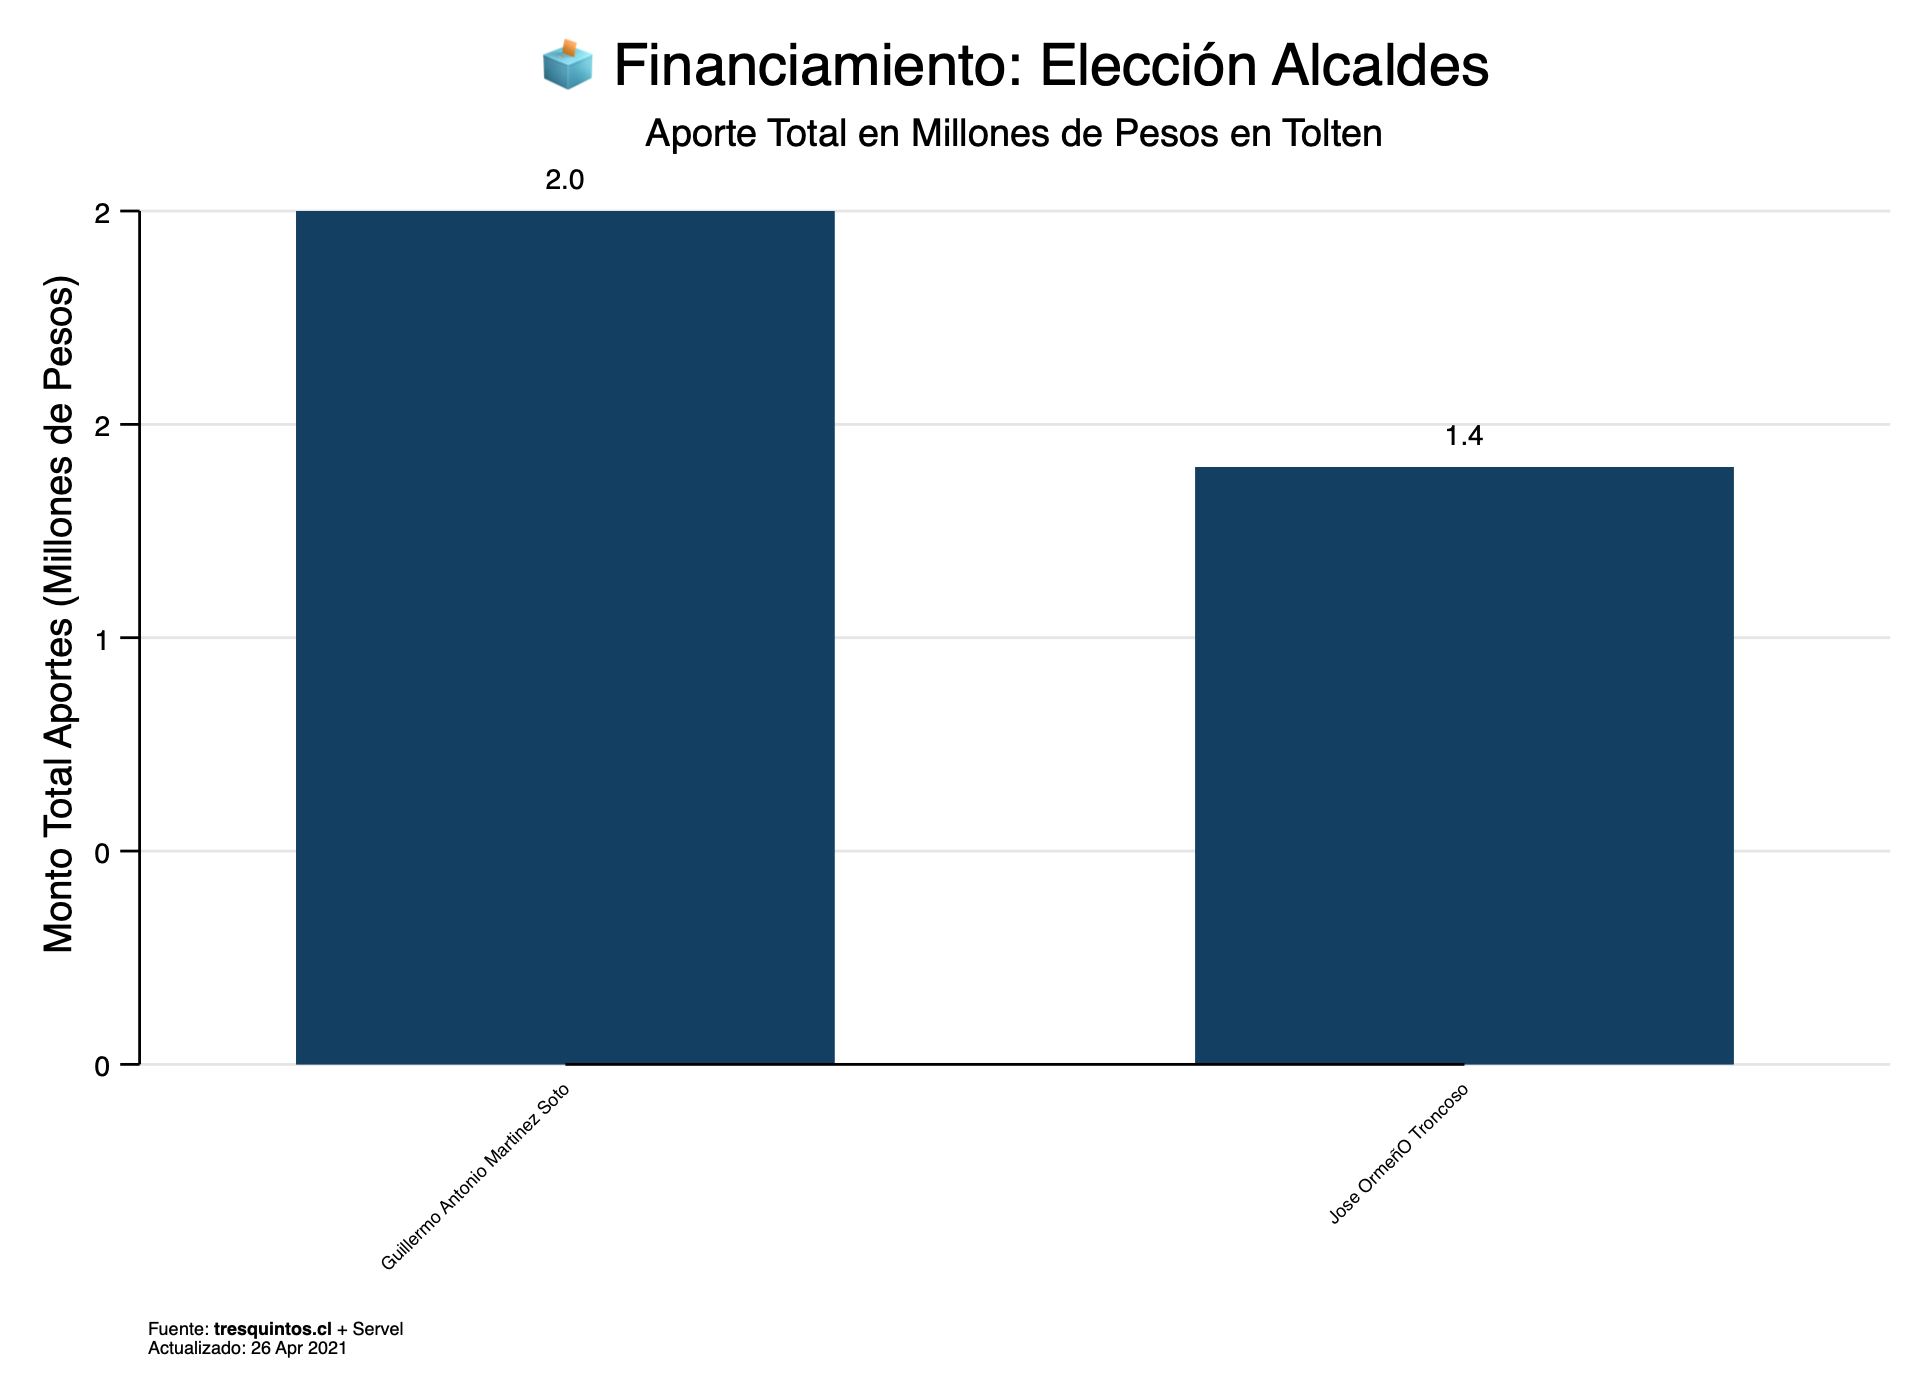 Financiamiento: Elección Alcaldes
Aporte Total en Millones de Pesos en Tolten
Monto Total Aportes (Millones de Pesos)
2
2
1
0
0
2.0
1.4
Guillermo Antonio Martinez Soto
Jose OrmeñO Troncoso
Fuente: tresquintos.cl + Servel
Actualizado: 26 Apr 2021